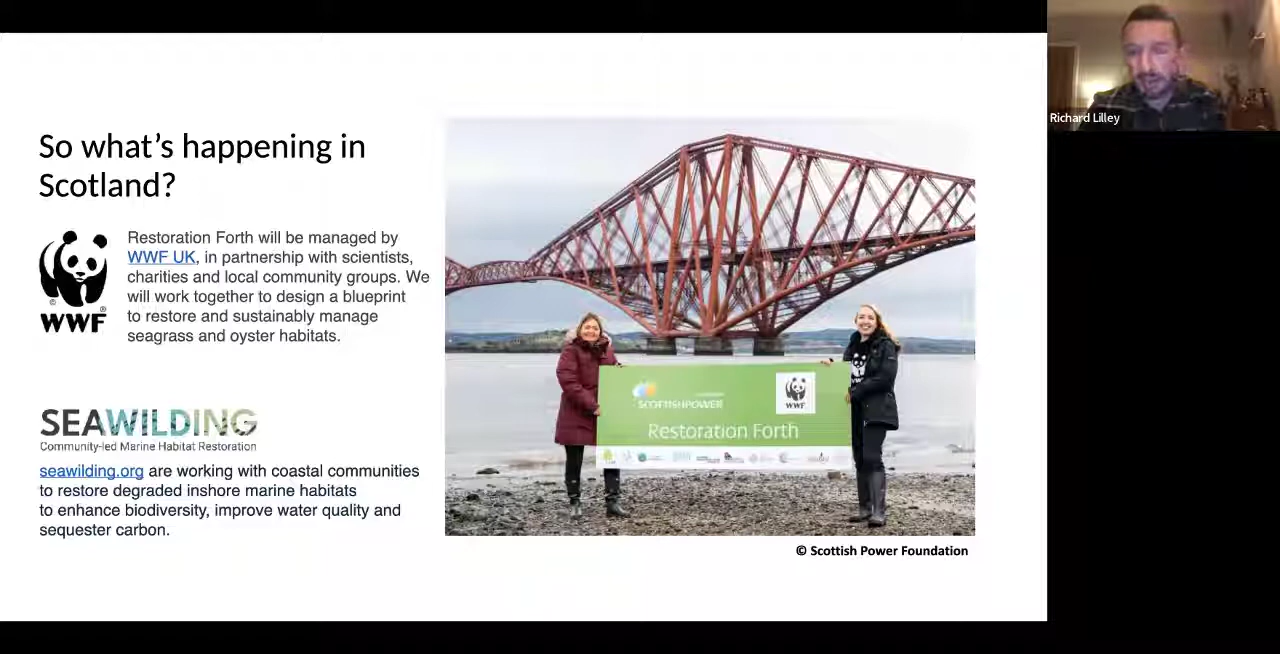 So what’s happening in
Scotland?
Restoration Forth will be managed by
WWF UK, in partnership with scientists,
charities and local community groups. We
will work together to design a blueprint
to restore and sustainably manage
seagrass and oyster habitats.
WWF
SEAWILDING
Community-led Marine Habitat Restoration
seawilding.org are working with coastal communities
to restore degraded inshore marine habitats
to enhance biodiversity, improve water quality and
sequester carbon.
SCOTTISHPOWER
WWF
Restoration Forth
© Scottish Power Foundation
Richard Lilley